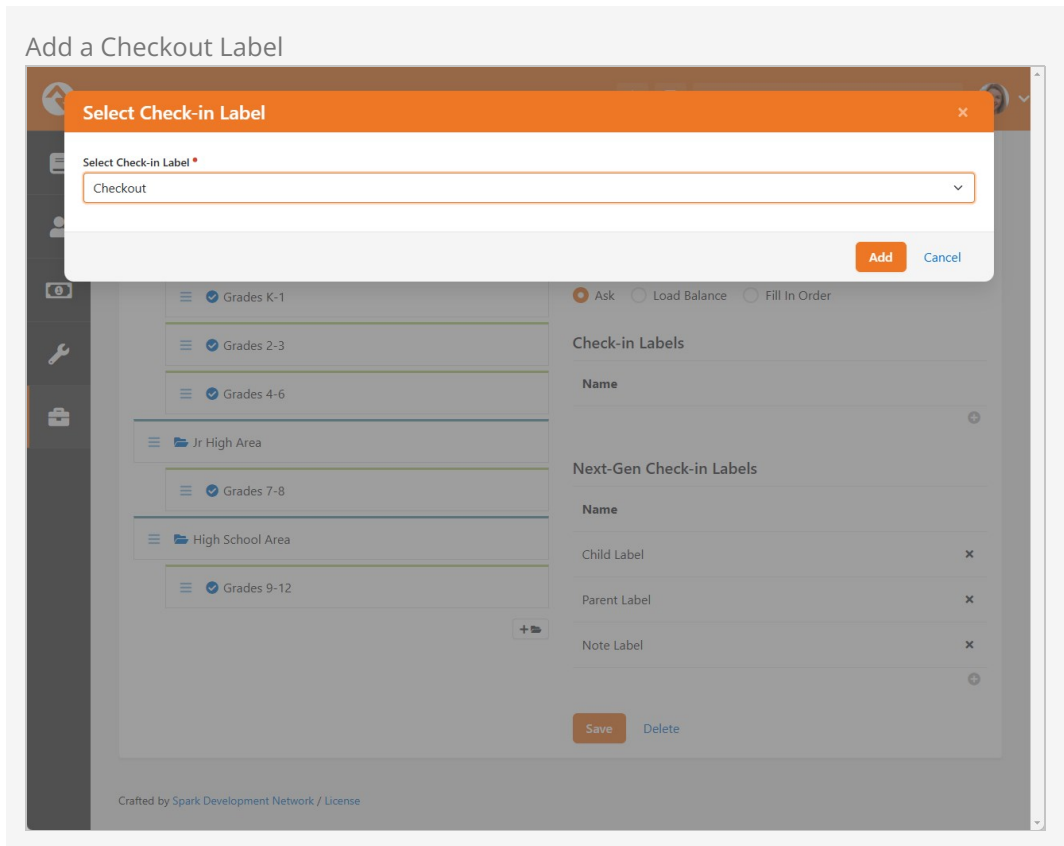 Add a Checkout Label
Select Check-in Label
×
Select Check-in Label
Checkout
Add Cancel
Grades K-1
Grades 2-3
Grades 4-6
Jr High Area
Grades 7-8
High School Area
Grades 9-12
Ask Load Balance Fill In Order
Check-in Labels
Name
Next-Gen Check-in Labels
Name
Child Label
Parent Label
Note Label
Save Delete
Crafted by Spark Development Network / License